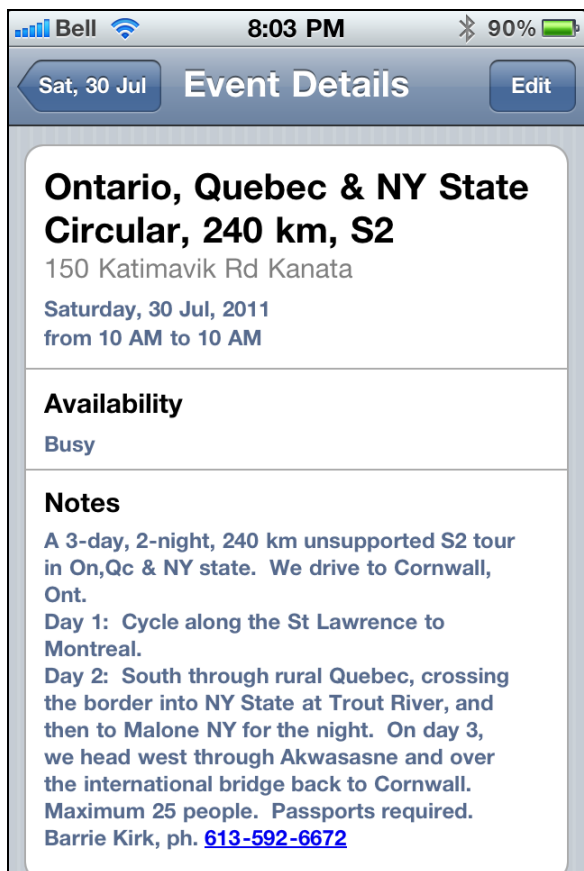 Bell 8:03 PM 90%
Sat, 30 Jul Event Details Edit
Ontario, Quebec & NY State
Circular, 240 km, S2
150 Katimavik Rd Kanata
Saturday, 30 Jul, 2011
from 10 AM to 10 AM
Availability
Busy
Notes
A 3-day, 2-night, 240 km unsupported S2 tour
in On,Qc & NY state.  We drive to Cornwall,
Ont.
Day 1:  Cycle along the St Lawrence to
Montreal.
Day 2:  South through rural Quebec, crossing
the border into NY State at Trout River, and
then to Malone NY for the night.  On day 3,
we head west through Akwasasne and over
the international bridge back to Cornwall.
Maximum 25 people.  Passports required.
Barrie Kirk, ph. 613-592-6672